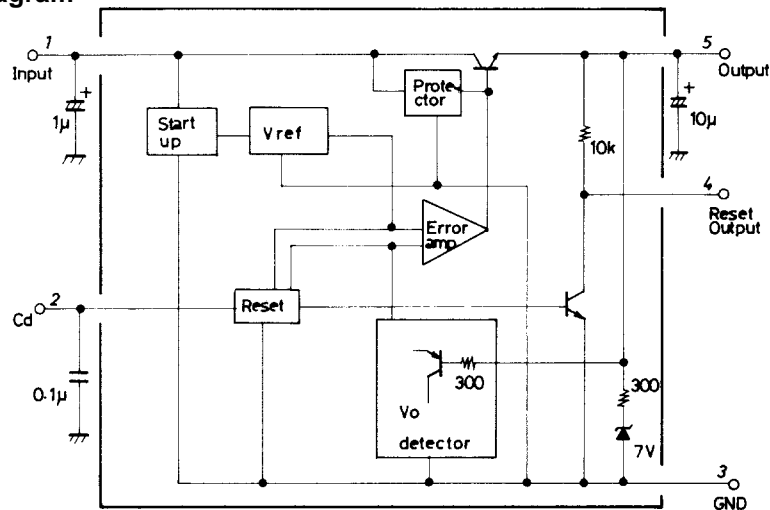 1
Input
1μ
+
Start
up
Vref
Prote
ctor
5
Output
+
10μ
10k
4
Reset
Output
Error
amp
2
Cd
Reset
0.1μ
300
Vo
detector
300
7V
3
GND